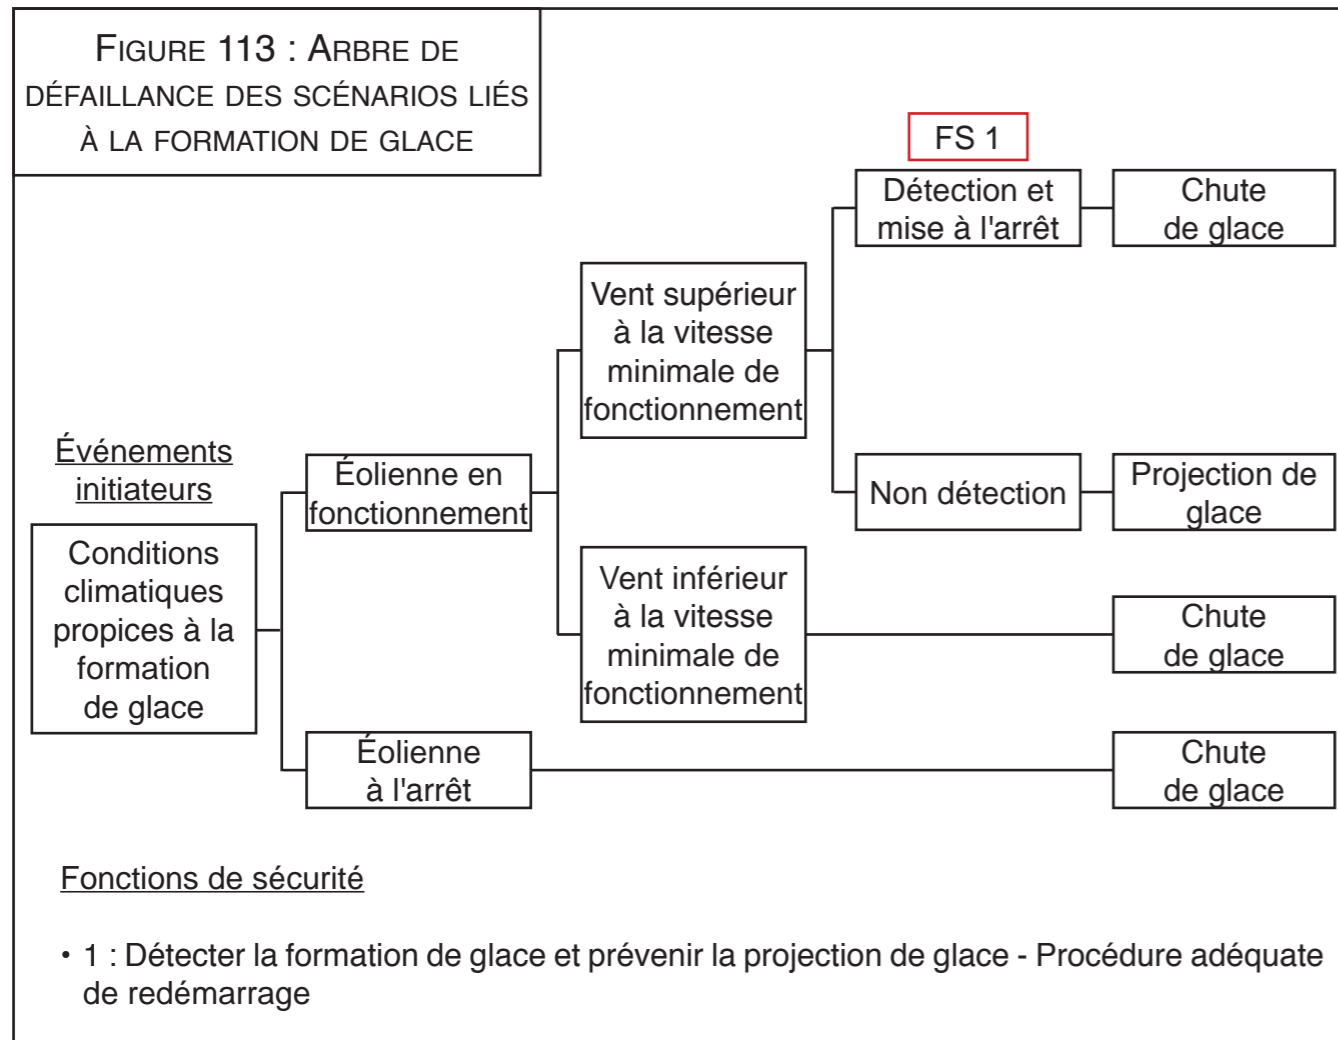 FIGURE 113 : ARBRE DE
DÉFAILLANCE DES SCÉNARIOS LIÉS
À LA FORMATION DE GLACE
FS 1
Détection et
mise à l'arrêt
Chute
de glace
Vent supérieur
à la vitesse
minimale de
fonctionnement
Événements
initiateurs
Éolienne en
fonctionnement
Non détection
Projection de
glace
Conditions
climatiques
propices à la
formation
de glace
Vent inférieur
à la vitesse
minimale de
fonctionnement
Chute
de glace
Éolienne
à l'arrêt
Chute
de glace
Fonctions de sécurité
• 1 : Détecter la formation de glace et prévenir la projection de glace - Procédure adéquate
de redémarrage